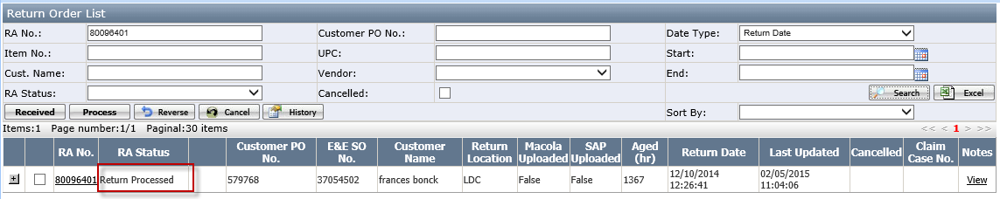 Return Order List
RA No.: 80096401 Customer PO No.: Date Type: Return Date
Item No.: UPC: Start:
Cust. Name: Vendor: End:
RA Status: Cancelled: Search Excel
Received Process Reverse Cancel History Sort By:
Items:1 Page number:1/1 Paginal:30 items << < 1 > >>
RA No. RA Status Customer PO No. E&E SO No. Customer Name Return Location Macola Uploaded SAP Uploaded Aged (hr) Return Date Last Updated Cancelled Claim Case No. Notes
80096401 Return Processed 579768 37054502 frances bonck LDC False False 1367 12/10/2014 12:26:41 02/05/2015 11:04:06 View